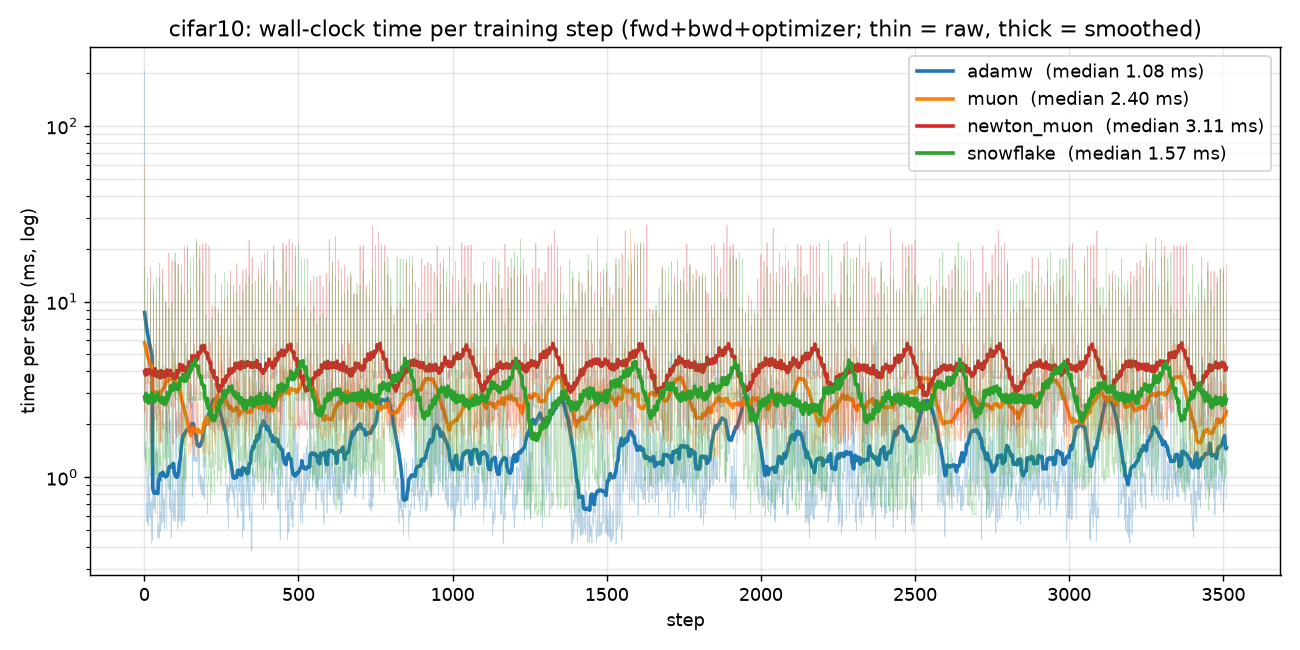 cifar10: wall-clock time per training step (fwd+bwd+optimizer; thin = raw, thick = smoothed)
adamw (median 1.08 ms)
muon (median 2.40 ms)
newton_muon (median 3.11 ms)
snowflake (median 1.57 ms)
time per step (ms, log)
10²
10¹
10⁰
0 500 1000 1500 2000 2500 3000 3500
step